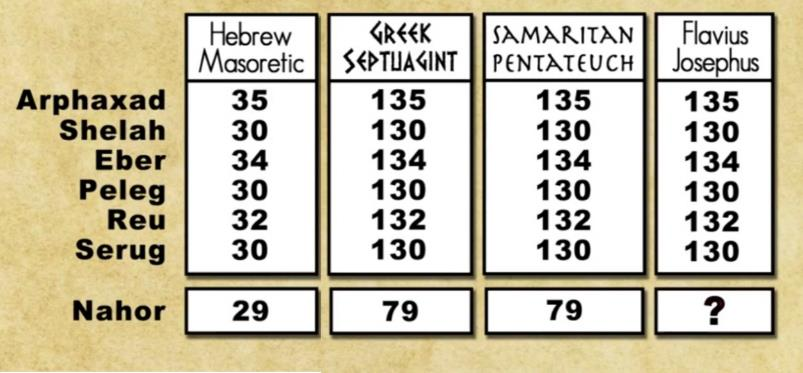 Hebrew Masoretic GREEK SEPTUAGINT SAMARITAN PENTATEUCH Flavius Josephus
Arphaxad 35 135 135 135
Shelah 30 130 130 130
Eber 34 134 134 134
Peleg 30 130 130 130
Reu 32 132 132 132
Serug 30 130 130 130
Nahor 29 79 79 ?